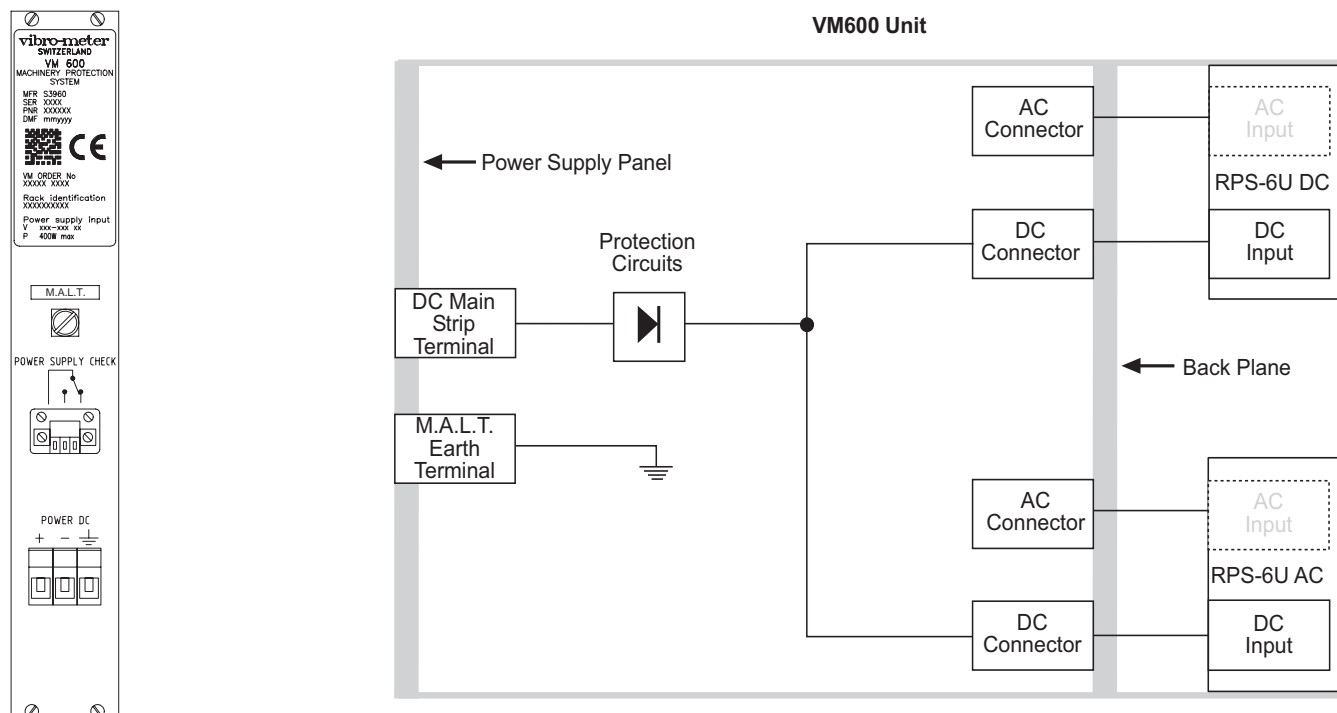 vibro-meter
SWITZERLAND
VM 600
MACHINERY PROTECTION
SYSTEM
MFR S3960
SER XXXX
PNR XXXXXX
DMF mmyyyy
CE
VM ORDER No
XXXXX XXXX
Rack identification
XXXXXXXXXX
Power supply input
V xxx-xxx xx
P 400W max
M.A.L.T.
POWER SUPPLY CHECK
POWER DC
+ -
VM600 Unit
Power Supply Panel
Protection
Circuits
DC Main
Strip
Terminal
M.A.L.T.
Earth
Terminal
AC
Connector
DC
Connector
Back Plane
AC
Connector
DC
Connector
AC
Input
RPS-6U DC
DC
Input
AC
Input
RPS-6U AC
DC
Input